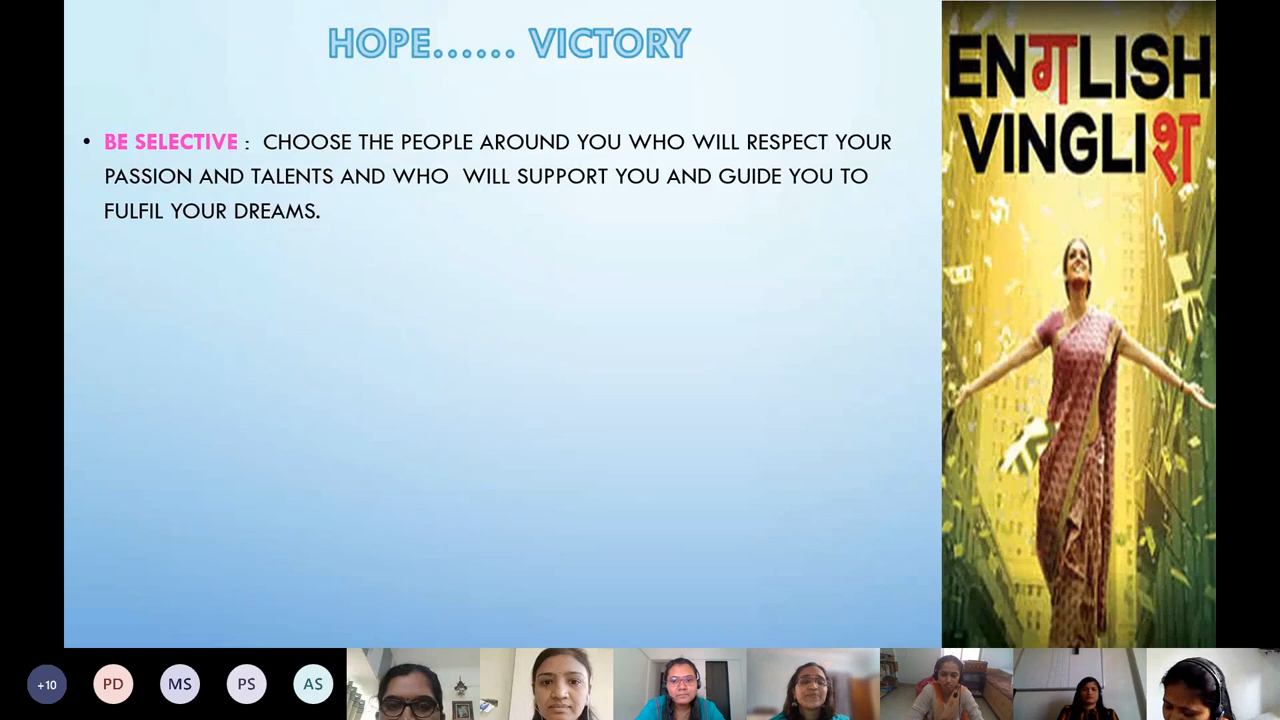 HOPE...... VICTORY
• BE SELECTIVE : CHOOSE THE PEOPLE AROUND YOU WHO WILL RESPECT YOUR
PASSION AND TALENTS AND WHO WILL SUPPORT YOU AND GUIDE YOU TO
FULFIL YOUR DREAMS.
ENगLISH
VINGLIश
+10
PD
MS
PS
AS